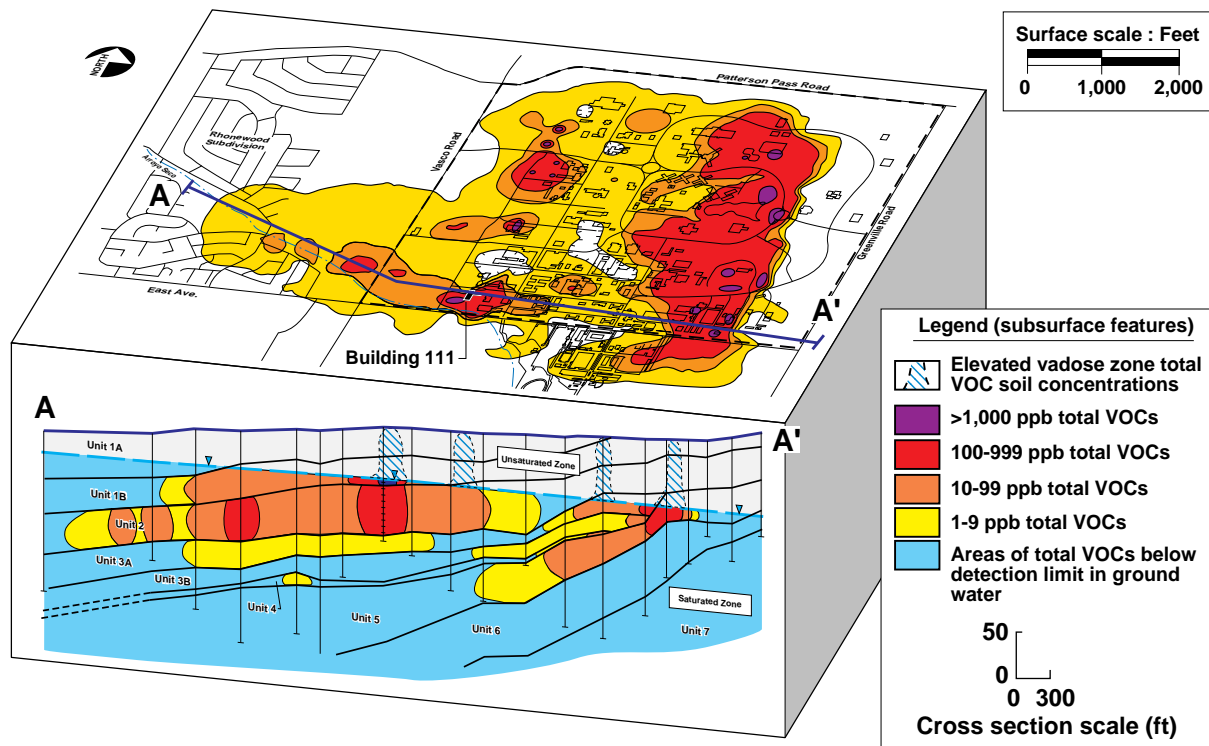 Surface scale : Feet
0 1,000 2,000
NORTH
Patterson Pass Road
Rhonewood
Subdivision
Vasco Road
Arroyo Seco
A
Greenville Road
East Ave.
A'
Building 111
A
A'
Unit 1A
Unsaturated Zone
Unit 1B
Unit 2
Unit 3A
Unit 3B
Unit 4
Unit 5
Unit 6
Saturated Zone
Unit 7
Legend (subsurface features)
Elevated vadose zone total
VOC soil concentrations
>1,000 ppb total VOCs
100-999 ppb total VOCs
10-99 ppb total VOCs
1-9 ppb total VOCs
Areas of total VOCs below
detection limit in ground
water
50
0
0 300
Cross section scale (ft)